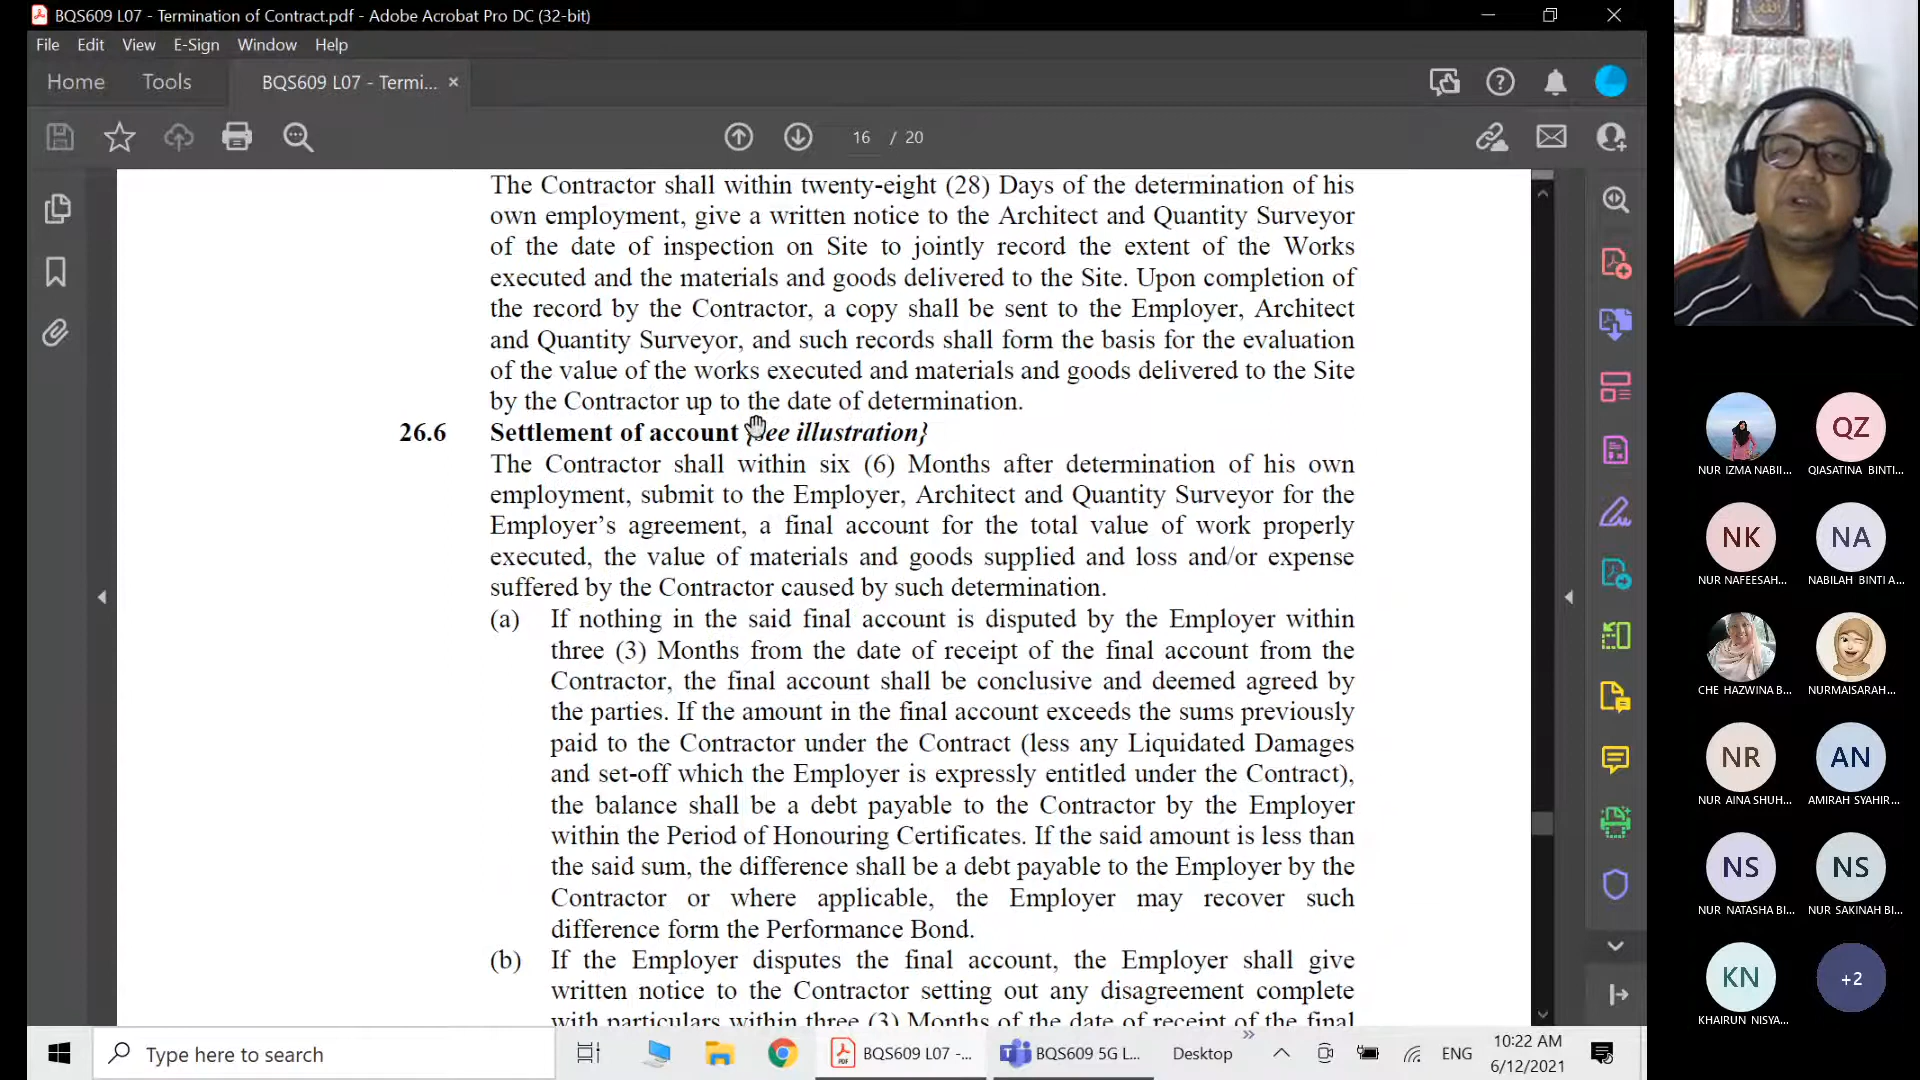 BQS609 L07 - Termination of Contract.pdf - Adobe Acrobat Pro DC (32-bit)
File Edit View E-Sign Window Help
Home Tools BQS609 L07 - Termi... ×
16 / 20
The Contractor shall within twenty-eight (28) Days of the determination of his
own employment, give a written notice to the Architect and Quantity Surveyor
of the date of inspection on Site to jointly record the extent of the Works
executed and the materials and goods delivered to the Site. Upon completion of
the record by the Contractor, a copy shall be sent to the Employer, Architect
and Quantity Surveyor, and such records shall form the basis for the evaluation
of the value of the works executed and materials and goods delivered to the Site
by the Contractor up to the date of determination.
26.6 Settlement of account {see illustration}
The Contractor shall within six (6) Months after determination of his own
employment, submit to the Employer, Architect and Quantity Surveyor for the
Employer's agreement, a final account for the total value of work properly
executed, the value of materials and goods supplied and loss and/or expense
suffered by the Contractor caused by such determination.
(a) If nothing in the said final account is disputed by the Employer within
three (3) Months from the date of receipt of the final account from the
Contractor, the final account shall be conclusive and deemed agreed by
the parties. If the amount in the final account exceeds the sums previously
paid to the Contractor under the Contract (less any Liquidated Damages
and set-off which the Employer is expressly entitled under the Contract),
the balance shall be a debt payable to the Contractor by the Employer
within the Period of Honouring Certificates. If the said amount is less than
the said sum, the difference shall be a debt payable to the Employer by the
Contractor or where applicable, the Employer may recover such
difference form the Performance Bond.
(b) If the Employer disputes the final account, the Employer shall give
written notice to the Contractor setting out any disagreement complete
with particulars within three (3) Months of the date of receipt of the final
QZ
NUR IZMA NABII... QIASATINA BINTI...
NK NA
NUR NAFEESAH... NABILAH BINTI A...
CHE HAZWINA B... NURMAISARAH...
NR AN
NUR AINA SHUH... AMIRAH SYAHIR...
NS NS
NUR NATASHA BI... NUR SAKINAH BI...
KN +2
KHAIRUN NISYA...
Type here to search
BQS609 L07 -... BQS609 5G L... Desktop ENG
10:22 AM
6/12/2021